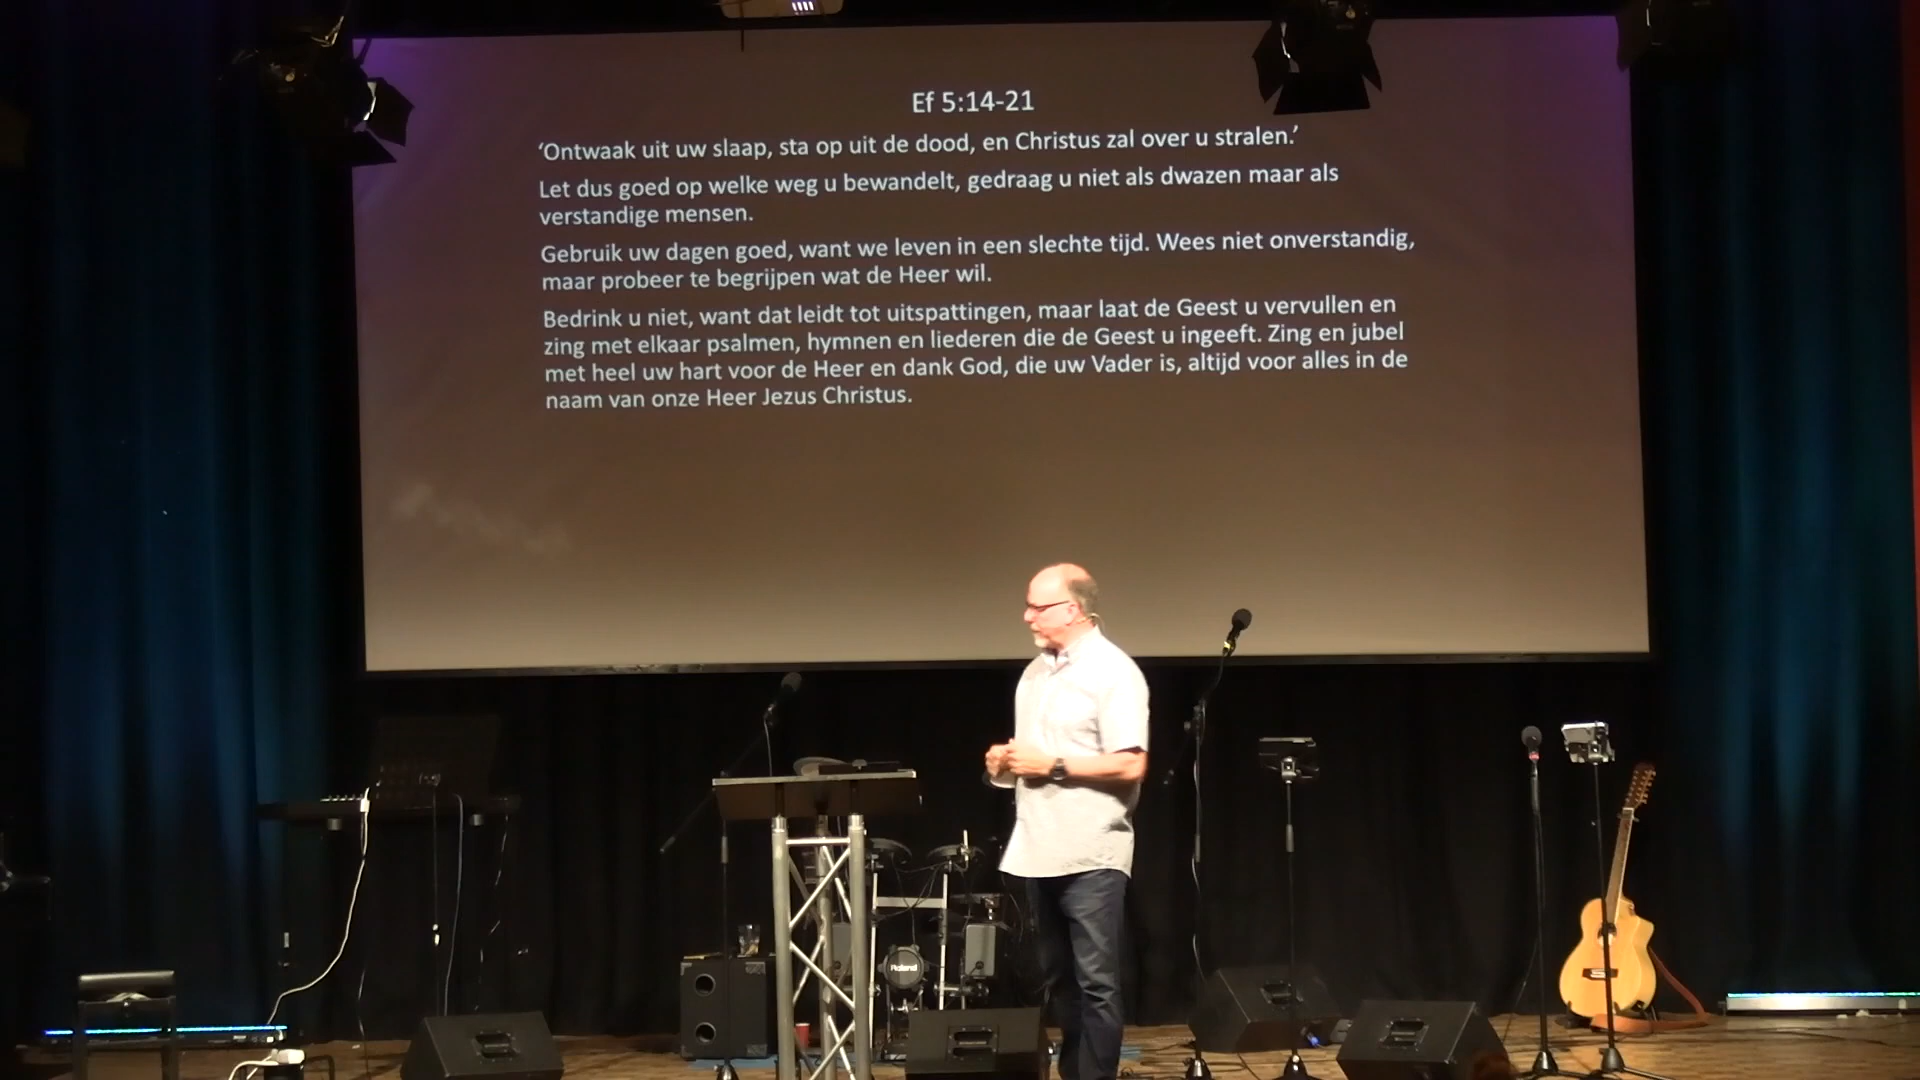 Ef 5:14-21
‘Ontwaak uit uw slaap, sta op uit de dood, en Christus zal over u stralen.’
Let dus goed op welke weg u bewandelt, gedraag u niet als dwazen maar als
verstandige mensen.
Gebruik uw dagen goed, want we leven in een slechte tijd. Wees niet onverstandig,
maar probeer te begrijpen wat de Heer wil.
Bedrink u niet, want dat leidt tot uitspattingen, maar laat de Geest u vervullen en
zing met elkaar psalmen, hymnen en liederen die de Geest u ingeeft. Zing en jubel
met heel uw hart voor de Heer en dank God, die uw Vader is, altijd voor alles in de
naam van onze Heer Jezus Christus.
Roland